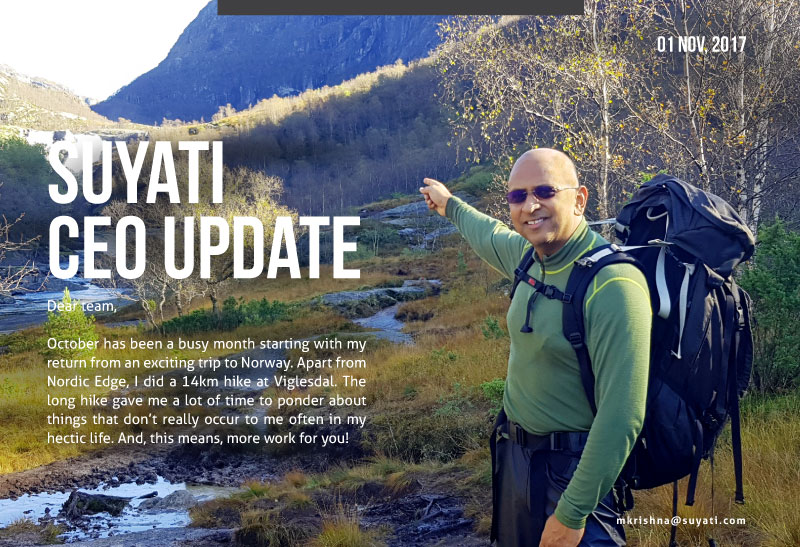 01 NOV, 2017
SUYATI
CEO UPDATE
Dear team,
October has been a busy month starting with my
return from an exciting trip to Norway. Apart from
Nordic Edge, I did a 14km hike at Viglesdal. The
long hike gave me a lot of time to ponder about
things that don’t really occur to me often in my
hectic life. And, this means, more work for you!
mkrishna@suyati.com